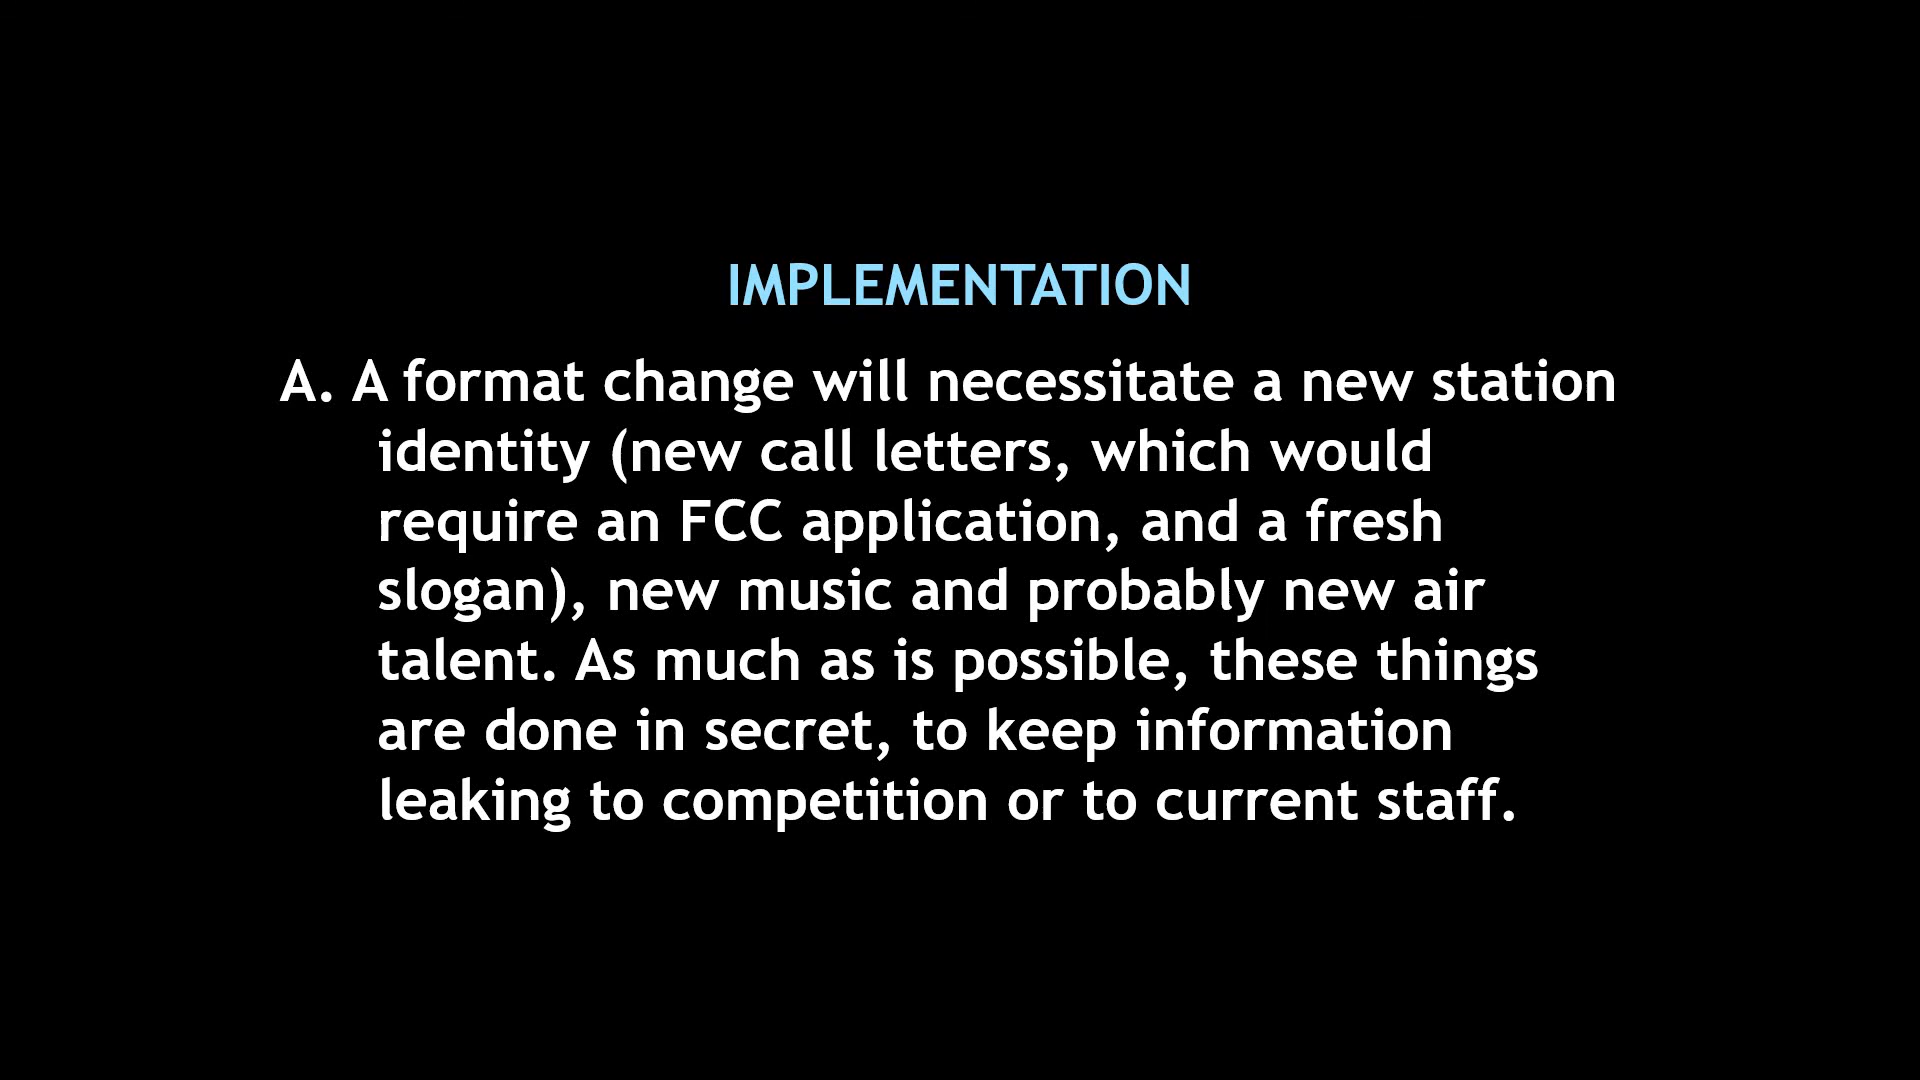 IMPLEMENTATION
A. A format change will necessitate a new station
identity (new call letters, which would
require an FCC application, and a fresh
slogan), new music and probably new air
talent. As much as is possible, these things
are done in secret, to keep information
leaking to competition or to current staff.